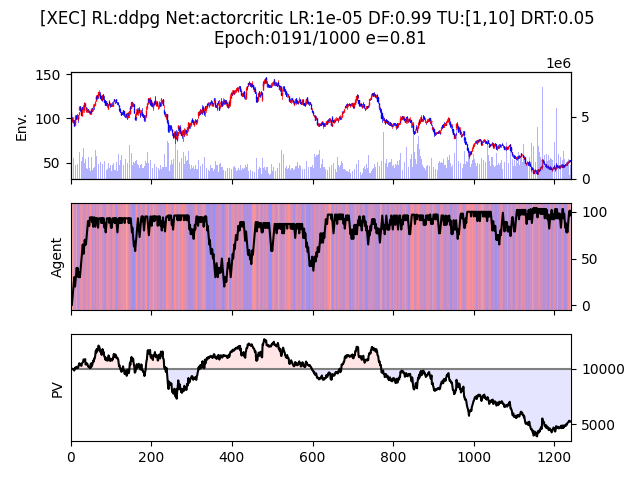 [XEC] RL:ddpg Net:actorcritic LR:1e-05 DF:0.99 TU:[1,10] DRT:0.05
Epoch:0191/1000 e=0.81
1e6
150
100
50
Env.
5
0
Agent
100
50
0
PV
10000
5000
0 200 400 600 800 1000 1200